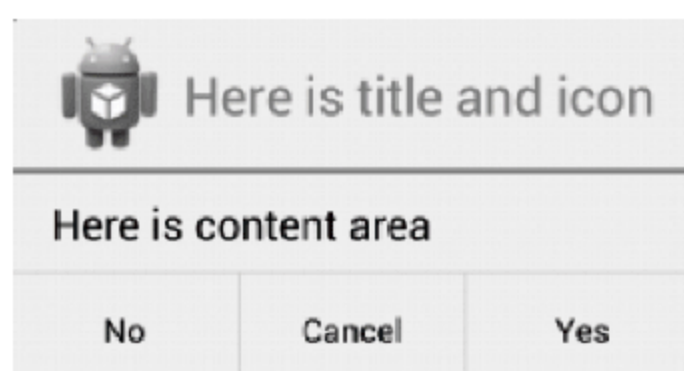 Here is title and icon
Here is content area
No Cancel Yes